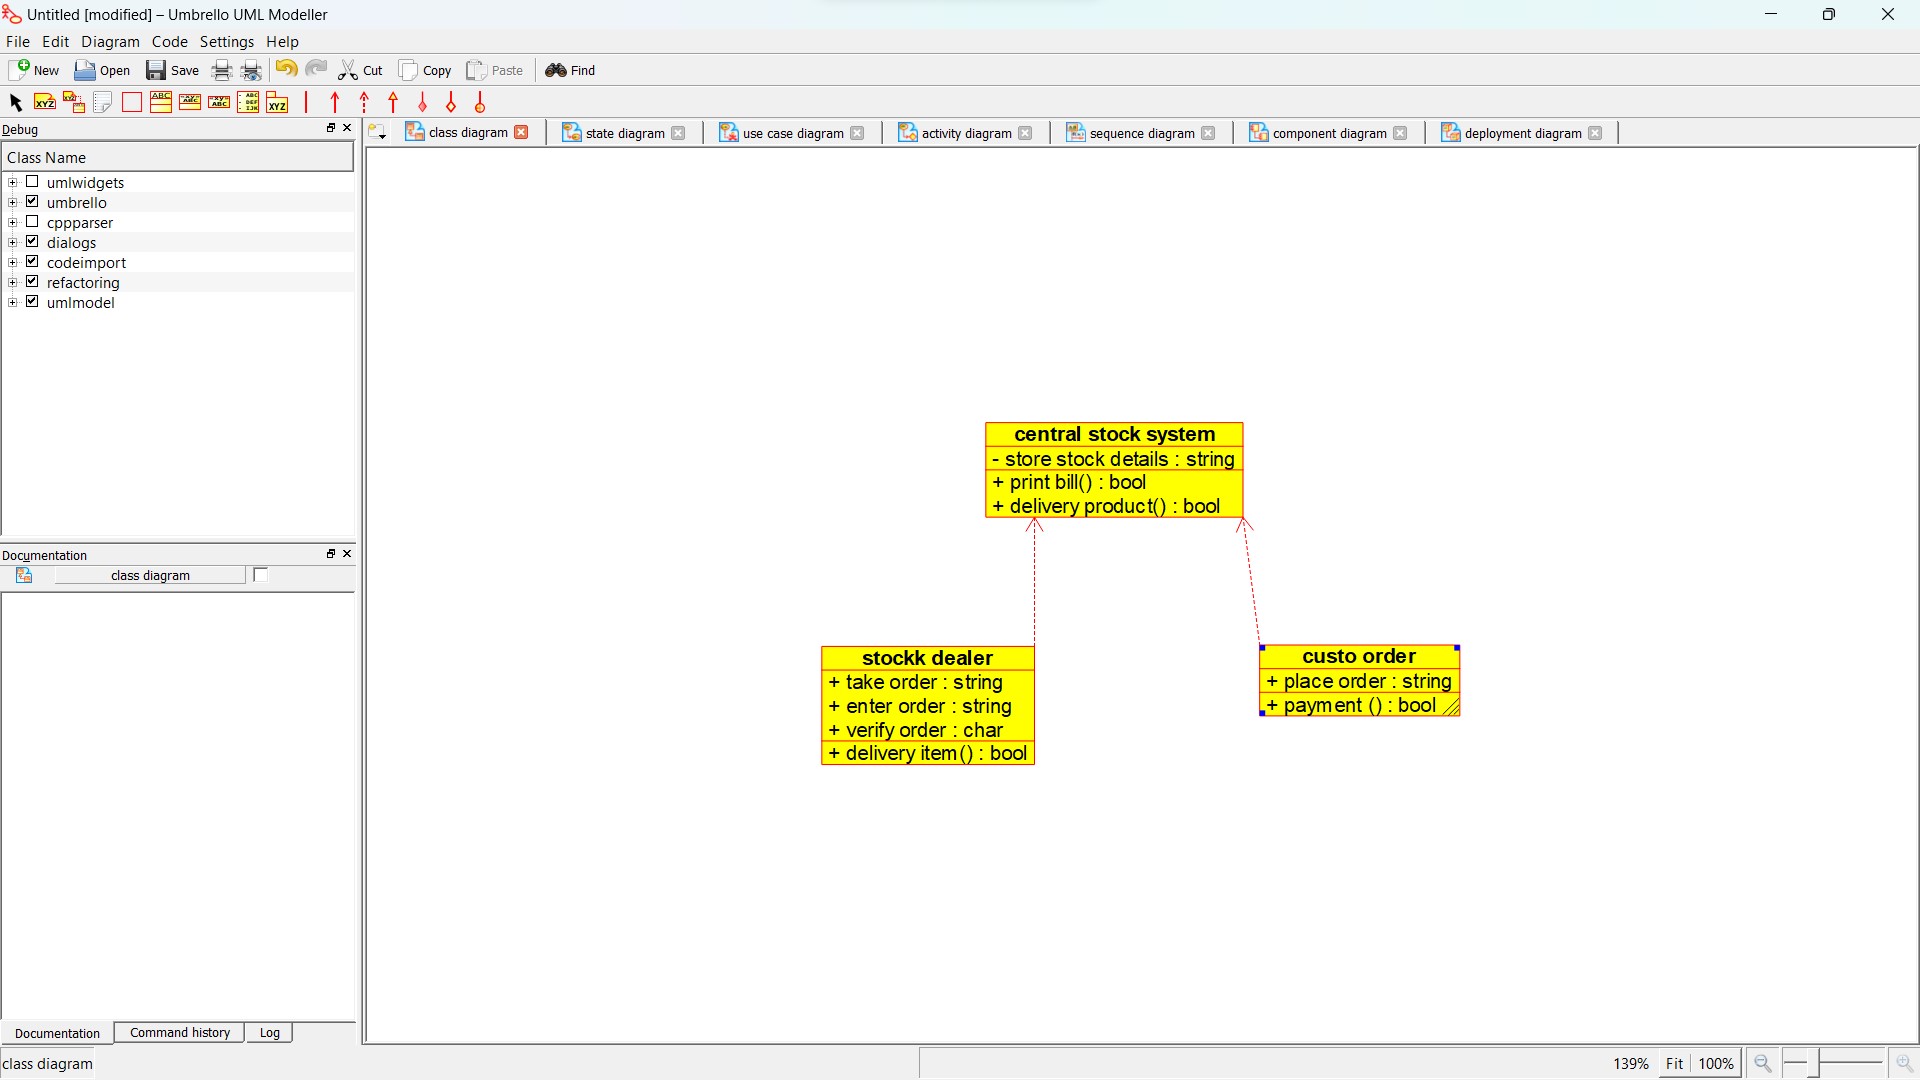 Untitled [modified] – Umbrello UML Modeller
File Edit Diagram Code Settings Help
New Open Save Cut Copy Paste Find
XYZ ABC XYZ
Debug
class diagram state diagram use case diagram activity diagram sequence diagram component diagram deployment diagram
Class Name
umlwidgets
umbrello
cppparser
dialogs
codeimport
refactoring
umlmodel
central stock system
- store stock details : string
+ print bill() : bool
+ delivery product() : bool
stockk dealer
+ take order : string
+ enter order : string
+ verify order : char
+ delivery item() : bool
custo order
+ place order : string
+ payment () : bool
Documentation
class diagram
Documentation Command history Log
class diagram
139% Fit 100%